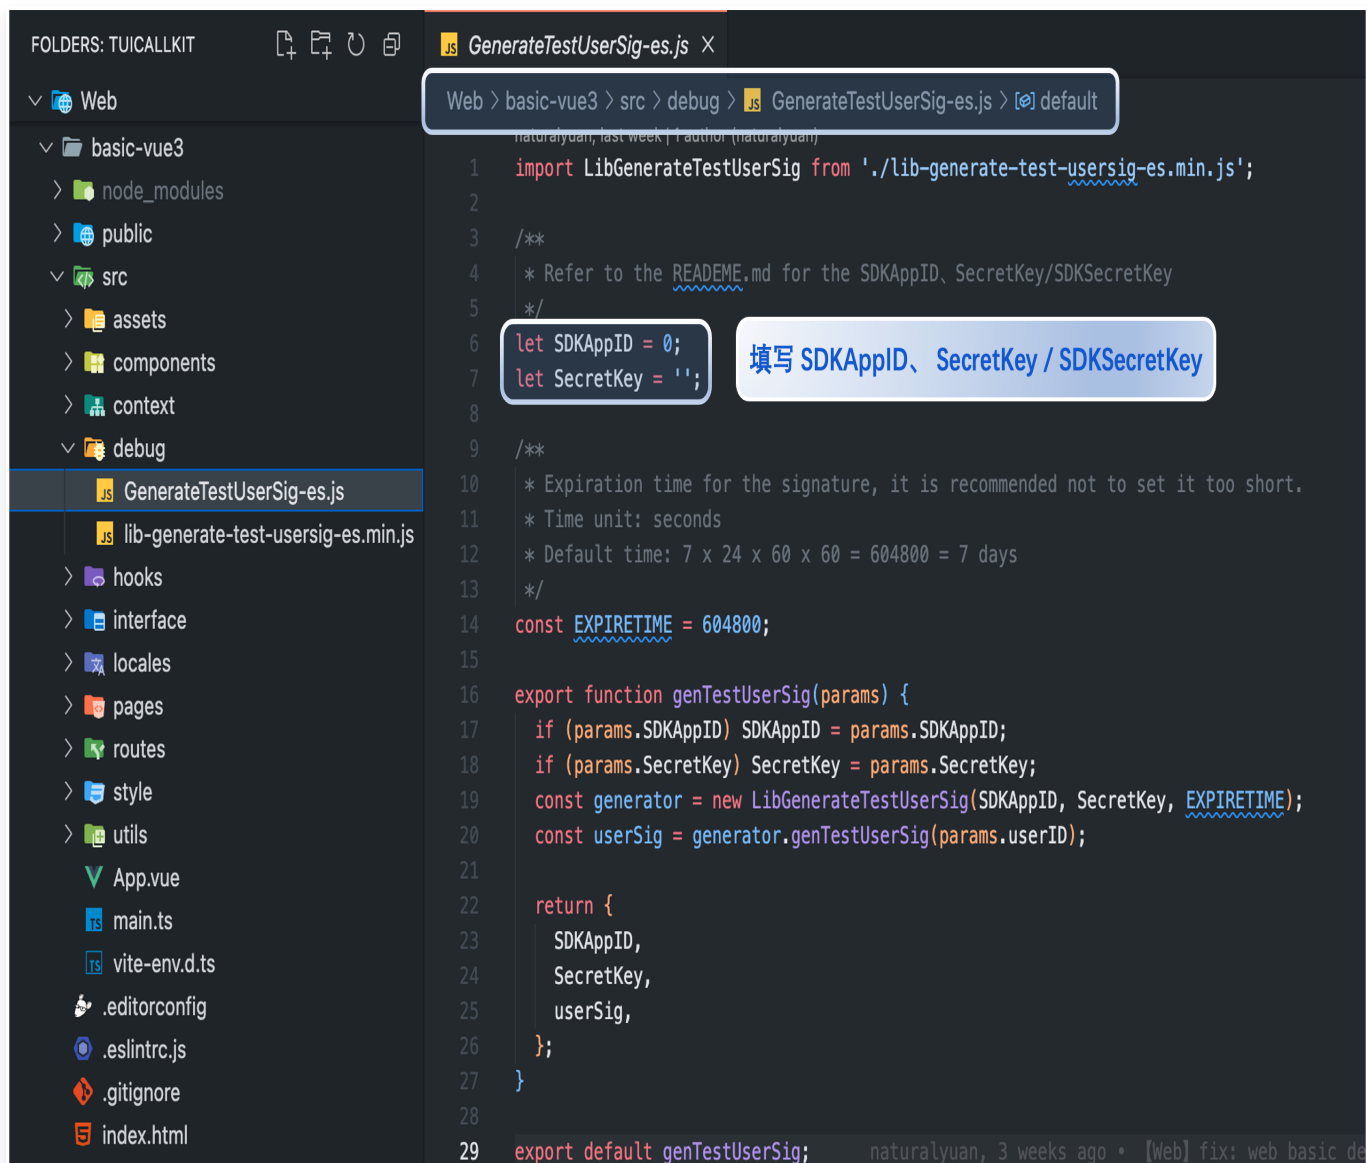 FOLDERS: TUICALLKIT
Web
basic-vue3
node_modules
public
src
assets
components
context
debug
GenerateTestUserSig-es.js
lib-generate-test-usersig-es.min.js
hooks
interface
locales
pages
routes
style
utils
App.vue
main.ts
vite-env.d.ts
.editorconfig
.eslintrc.js
.gitignore
index.html
GenerateTestUserSig-es.js
Web > basic-vue3 > src > debug > GenerateTestUserSig-es.js > default
naturalyuan, last week | 1 author (naturalyuan)
1 import LibGenerateTestUserSig from './lib-generate-test-usersig-es.min.js';
2
3 /**
4 * Refer to the READEME.md for the SDKAppID、SecretKey/SDKSecretKey
5 */
6 let SDKAppID = 0;
7 let SecretKey = '';
填写 SDKAppID、 SecretKey / SDKSecretKey
8
9 /**
10 * Expiration time for the signature, it is recommended not to set it too short.
11 * Time unit: seconds
12 * Default time: 7 x 24 x 60 x 60 = 604800 = 7 days
13 */
14 const EXPIRETIME = 604800;
15
16 export function genTestUserSig(params) {
17 if (params.SDKAppID) SDKAppID = params.SDKAppID;
18 if (params.SecretKey) SecretKey = params.SecretKey;
19 const generator = new LibGenerateTestUserSig(SDKAppID, SecretKey, EXPIRETIME);
20 const userSig = generator.genTestUserSig(params.userID);
21
22 return {
23 SDKAppID,
24 SecretKey,
25 userSig,
26 };
27 }
28
29 export default genTestUserSig; naturalyuan, 3 weeks ago • 【Web】fix: web basic de